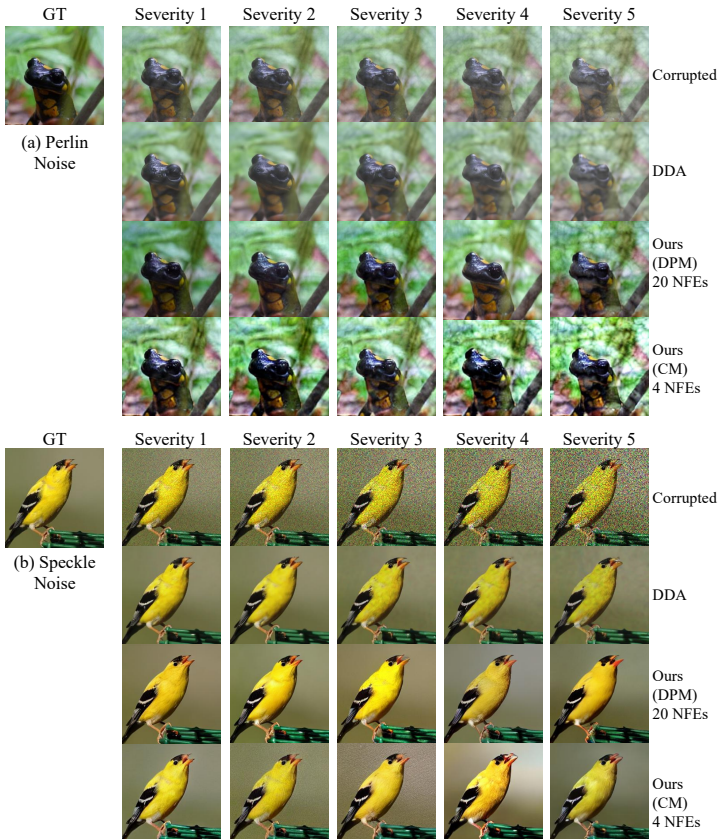 GT Severity 1 Severity 2 Severity 3 Severity 4 Severity 5
Corrupted
(a) Perlin
Noise
DDA
Ours
(DPM)
20 NFEs
Ours
(CM)
4 NFEs
GT Severity 1 Severity 2 Severity 3 Severity 4 Severity 5
Corrupted
(b) Speckle
Noise
DDA
Ours
(DPM)
20 NFEs
Ours
(CM)
4 NFEs